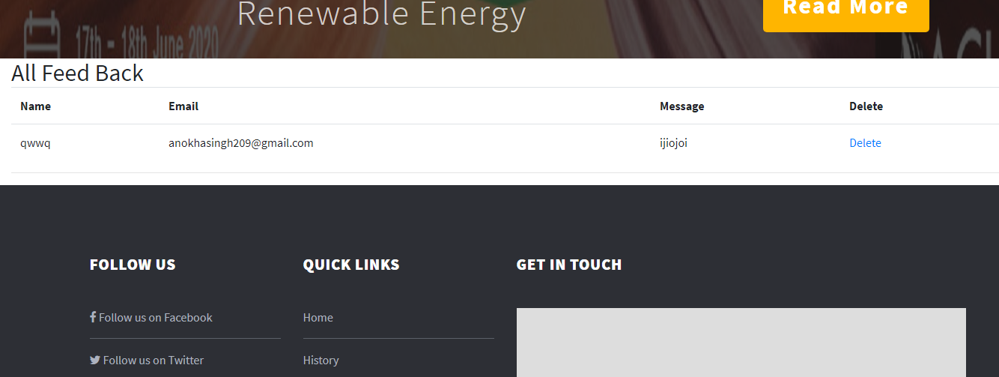 Renewable Energy
Read More
17th - 18th June 2020
All Feed Back
Name Email Message Delete
qwwq anokhasingh209@gmail.com ijiojoi Delete
FOLLOW US QUICK LINKS GET IN TOUCH
Follow us on Facebook Home
Follow us on Twitter History